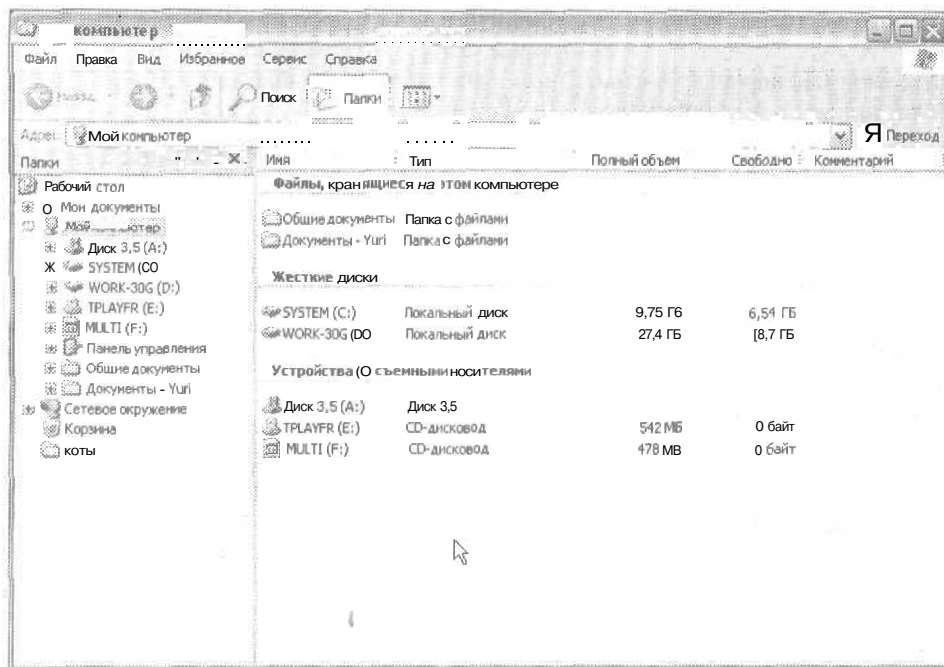 компьютер
Файл Правка Вид Избранное Сервис Справка
Назад Поиск Папки
Адрес: Мой компьютер Я Переход
Папки Имя Тип Полный объем Свободно Комментарий
Рабочий стол
О Мои документы
Диск 3,5 (A:)
Ж SYSTEM (CO
WORK-30G (D:)
TPLAYFR (E:)
MULTI (F:)
Панель управления
Общие документы
Документы - Yuri
Сетевое окружение
Корзина
коты
Файлы, хранящиеся на этом компьютере
Общие документы Папка с файлами
Документы - Yuri Папка с файлами
Жесткие диски
SYSTEM (C:) Локальный диск 9,75 Гб 6,54 ГБ
WORK-30G (DO Локальный диск 27,4 ГБ [8,7 ГБ
Устройства (О съемными носителями
Диск 3,5 (A:) Диск 3,5
TPLAYFR (E:) CD-дисковод 542 МБ 0 байт
MULTI (F:) CD-дисковод 478 MB 0 байт